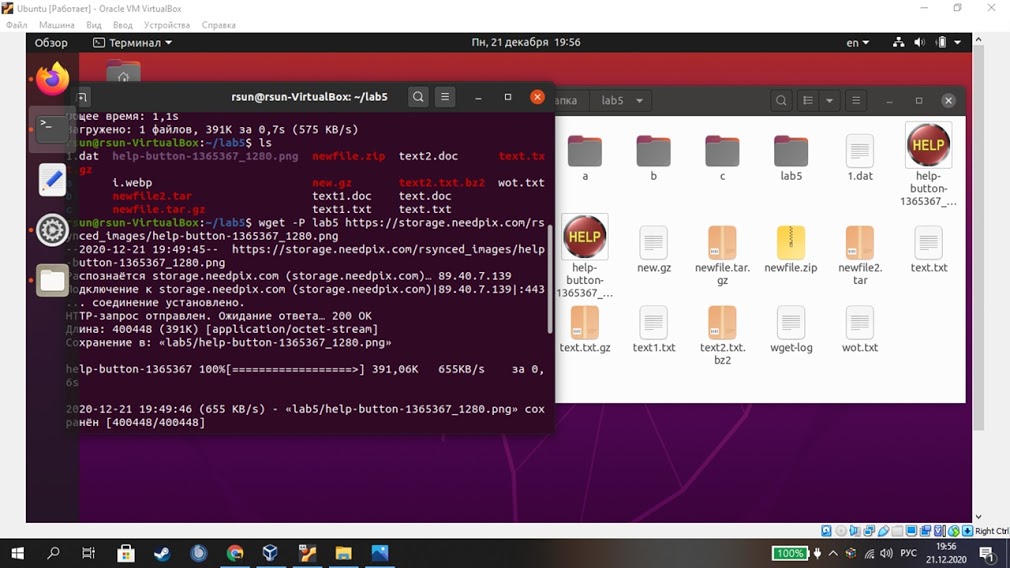 Ubuntu [Работает] - Oracle VM VirtualBox
Файл Машина Вид Ввод Устройства Справка
Обзор Терминал Пн, 21 декабря 19:56 en
rsun@rsun-VirtualBox: ~/lab5
апка lab5
бщее время: 1,1s
агружено: 1 файлов, 391K за 0,7s (575 KB/s)
rsun@rsun-VirtualBox:~/lab5$ ls
1.dat help-button-1365367_1280.png newfile.zip text2.doc text.tx
.gz
i.webp new.gz text2.txt.bz2 wot.txt
newfile2.tar text1.doc text.doc
newfile.tar.gz text1.txt text.txt
rsun@rsun-VirtualBox:~/lab5$ wget -P lab5 https://storage.needpix.com/rs
ynced_images/help-button-1365367_1280.png
--2020-12-21 19:49:45-- https://storage.needpix.com/rsynced_images/help
-button-1365367_1280.png
Распознаётся storage.needpix.com (storage.needpix.com)… 89.40.7.139
Подключение к storage.needpix.com (storage.needpix.com)|89.40.7.139|:443
... соединение установлено.
HTTP-запрос отправлен. Ожидание ответа… 200 OK
Длина: 400448 (391K) [application/octet-stream]
Сохранение в: «lab5/help-button-1365367_1280.png»
help-button-1365367 100%[===================>] 391,06K 655KB/s за 0,
6s
2020-12-21 19:49:46 (655 KB/s) - «lab5/help-button-1365367_1280.png» сох
ранён [400448/400448]
HELP
a b c lab5 1.dat help-
button-
1365367_...
HELP
help- new.gz newfile.tar. newfile.zip newfile2. text.txt
button- gz tar
1365367_...
text.txt.gz text1.txt text2.txt. wget-log wot.txt
bz2
Right Ctrl
100% РУС 19:56
21.12.2020
1